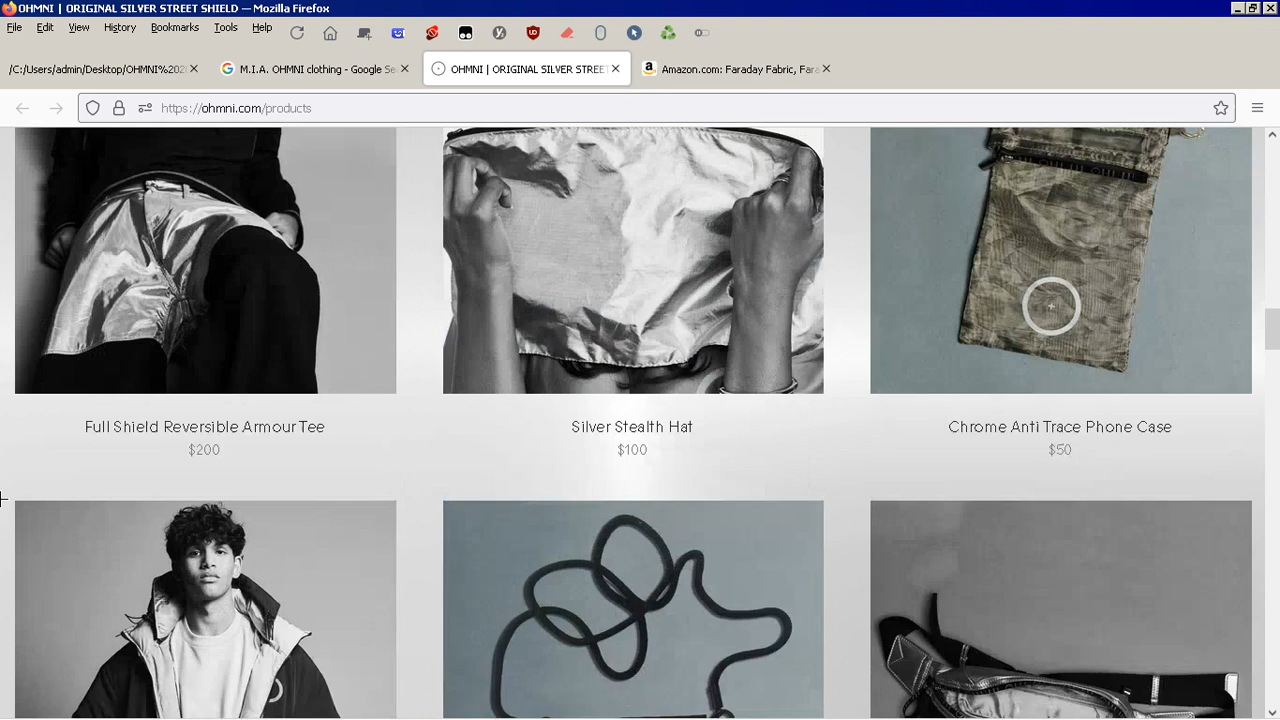 OHMNI | ORIGINAL SILVER STREET SHIELD — Mozilla Firefox
File Edit View History Bookmarks Tools Help
/C:/Users/admin/Desktop/OHMNI%202 M.I.A. OHMNI clothing - Google Se OHMNI | ORIGINAL SILVER STREET Amazon.com: Faraday Fabric, Fara
https://ohmni.com/products
Full Shield Reversible Armour Tee
$200
Silver Stealth Hat
$100
Chrome Anti Trace Phone Case
$50